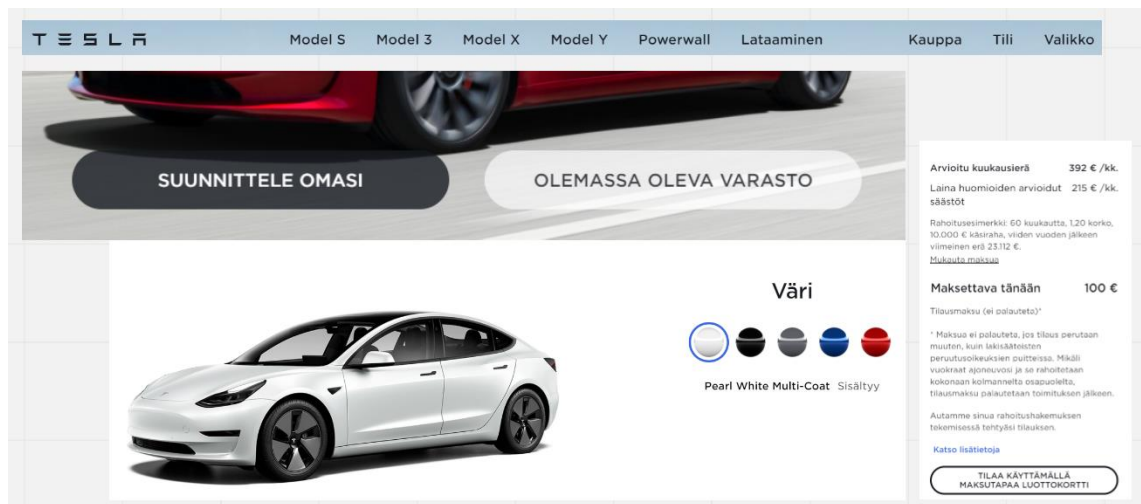 TESLA
Model S Model 3 Model X Model Y Powerwall Lataaminen
Kauppa Tili Valikko
SUUNNITTELE OMASI
OLEMASSA OLEVA VARASTO
Väri
Pearl White Multi-Coat Sisältyy
Arvioitu kuukausierä 392 € /kk.
Laina huomioiden arvioidut 215 € /kk.
säästöt
Rahoitusesimerkki: 60 kuukautta, 1,20 korko,
10.000 € käsiraha, viiden vuoden jälkeen
viimeinen erä 23.112 €.
Mukauta maksua
Maksettava tänään 100 €
Tilausmaksu (ei palauteta)*
* Maksua ei palauteta, jos tilaus perutaan
muuten, kuin lakisääteisten
peruutusoikeuksien puitteissa. Mikäli
vuokraat ajoneuvosi ja se rahoitetaan
kokonaan kolmannelta osapuolelta,
tilausmaksu palautetaan toimituksen jälkeen.
Autamme sinua rahoitushakemuksen
tekemisessä tehtyäsi tilauksen.
Katso lisätietoja
TILAA KÄYTTÄMÄLLÄ
MAKSUTAPAA LUOTTOKORTTI